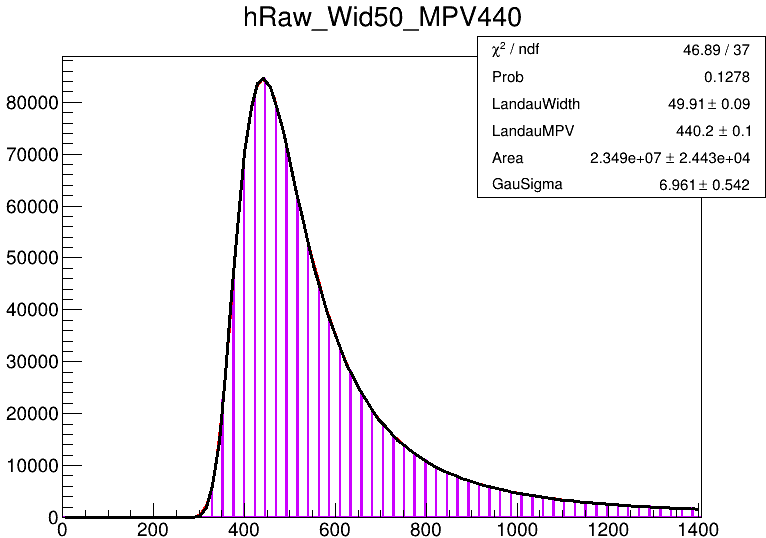 hRaw_Wid50_MPV440
χ² / ndf 46.89 / 37
Prob 0.1278
LandauWidth 49.91 ± 0.09
LandauMPV 440.2 ± 0.1
Area 2.349e+07 ± 2.443e+04
GauSigma 6.961 ± 0.542
80000
70000
60000
50000
40000
30000
20000
10000
0
0 200 400 600 800 1000 1200 1400